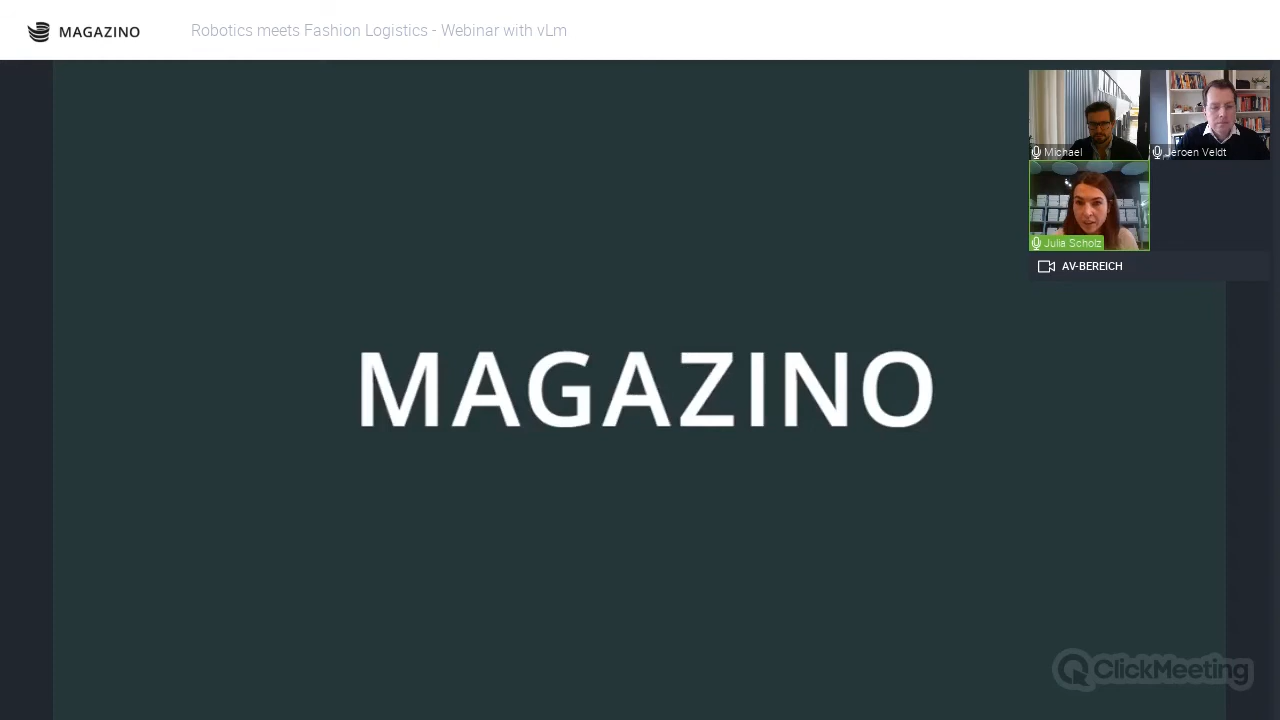 MAGAZINO
Robotics meets Fashion Logistics - Webinar with vLm
Michael
Jeroen Veldt
Julia Scholz
AV-BEREICH
MAGAZINO
ClickMeeting